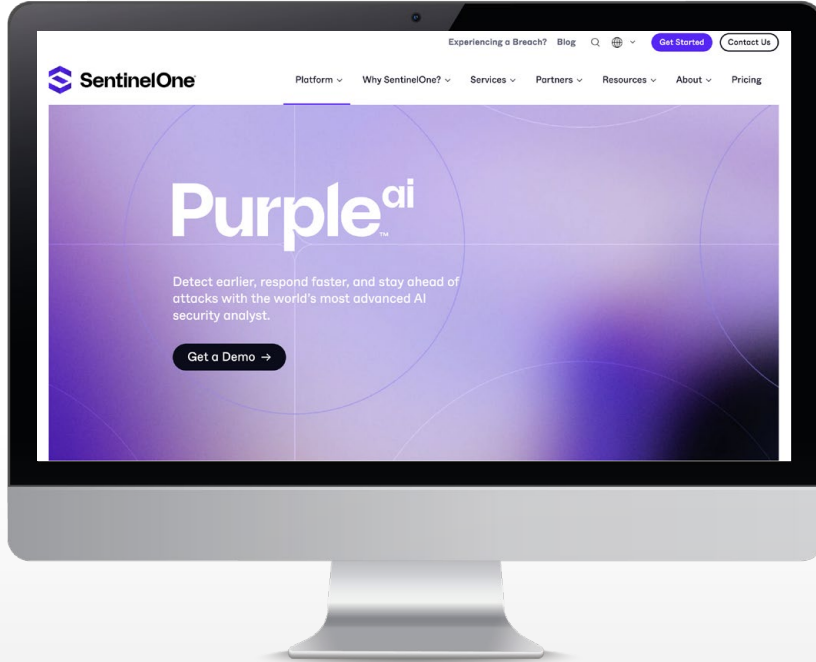 Experiencing a Breach? Blog Get Started Contact Us
SentinelOne
Platform Why SentinelOne? Services Partners Resources About Pricing
Purple ai ™
Detect earlier, respond faster, and stay ahead of
attacks with the world's most advanced AI
security analyst.
Get a Demo →